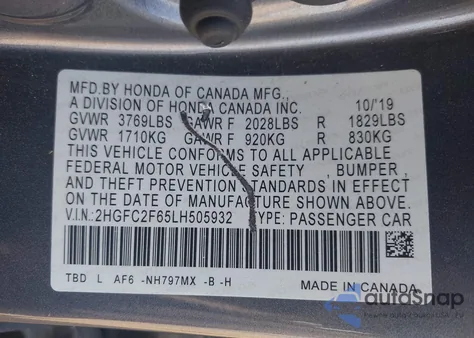 MFD.BY HONDA OF CANADA MFG.,
A DIVISION OF HONDA CANADA INC. 10/'19
GVWR 3769LBS GAWR F 2028LBS R 1829LBS
GVWR 1710KG GAWR F 920KG R 830KG
THIS VEHICLE CONFORMS TO ALL APPLICABLE
FEDERAL MOTOR VEHICLE SAFETY , BUMPER ,
AND THEFT PREVENTION STANDARDS IN EFFECT
ON THE DATE OF MANUFACTURE SHOWN ABOVE.
V.I.N.: 2HGFC2F65LH505932 TYPE: PASSENGER CAR
TBD L AF6 -NH797MX -B -H MADE IN CANADA
autoSnap